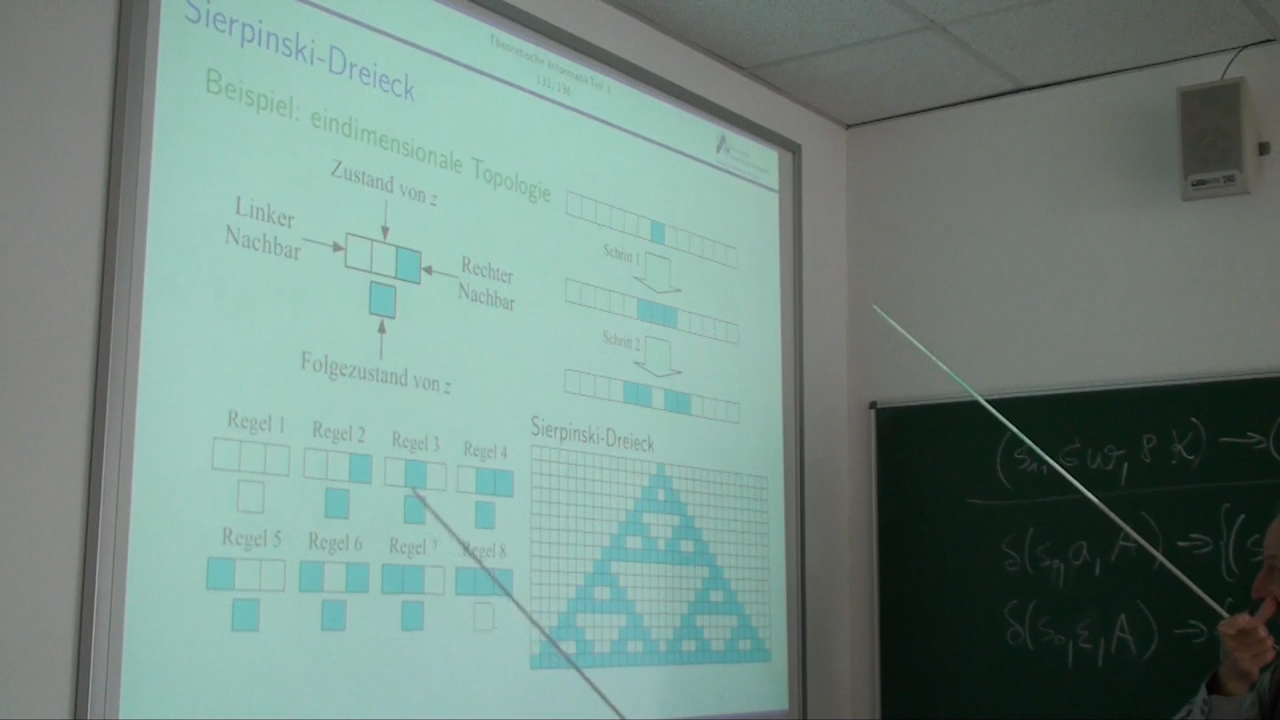 Sierpinski-Dreieck
Theoretische Informatik Teil 1
131/136
Beispiel: eindimensionale Topologie
Zustand von z
Linker
Nachbar
Rechter
Nachbar
Folgezustand von z
Schritt 1
Schritt 2
Regel 1 Regel 2 Regel 3 Regel 4
Regel 5 Regel 6 Regel 7 Regel 8
Sierpinski-Dreieck
δ(s₀,ε,A) →